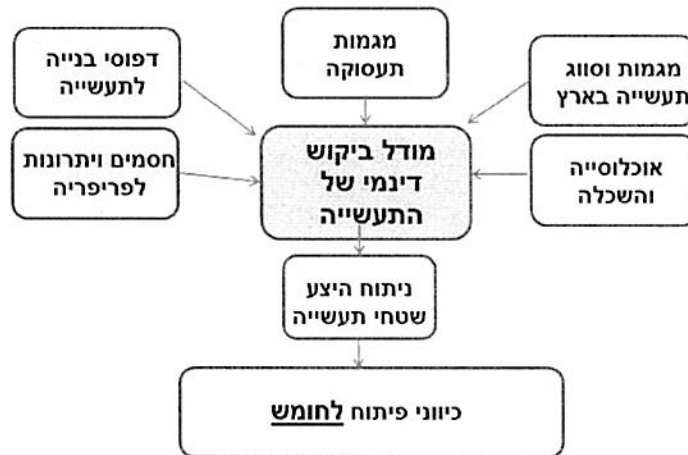 מגמות
תעסוקה
מגמות וסווג
תעשייה בארץ
דפוסי בנייה
לתעשייה
אוכלוסייה
והשכלה
מודל ביקוש
דינמי של
התעשייה
חסמים ויתרונות
לפריפריה
ניתוח היצע
שטחי תעשייה
כיווני פיתוח לחומש